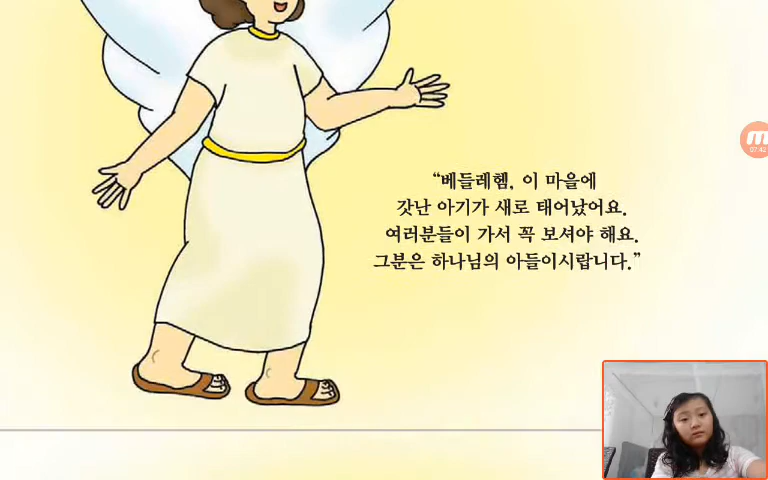 “베들레헴, 이 마을에
갓난 아기가 새로 태어났어요.
여러분들이 가서 꼭 보셔야 해요.
그분은 하나님의 아들이시랍니다.”
07:42